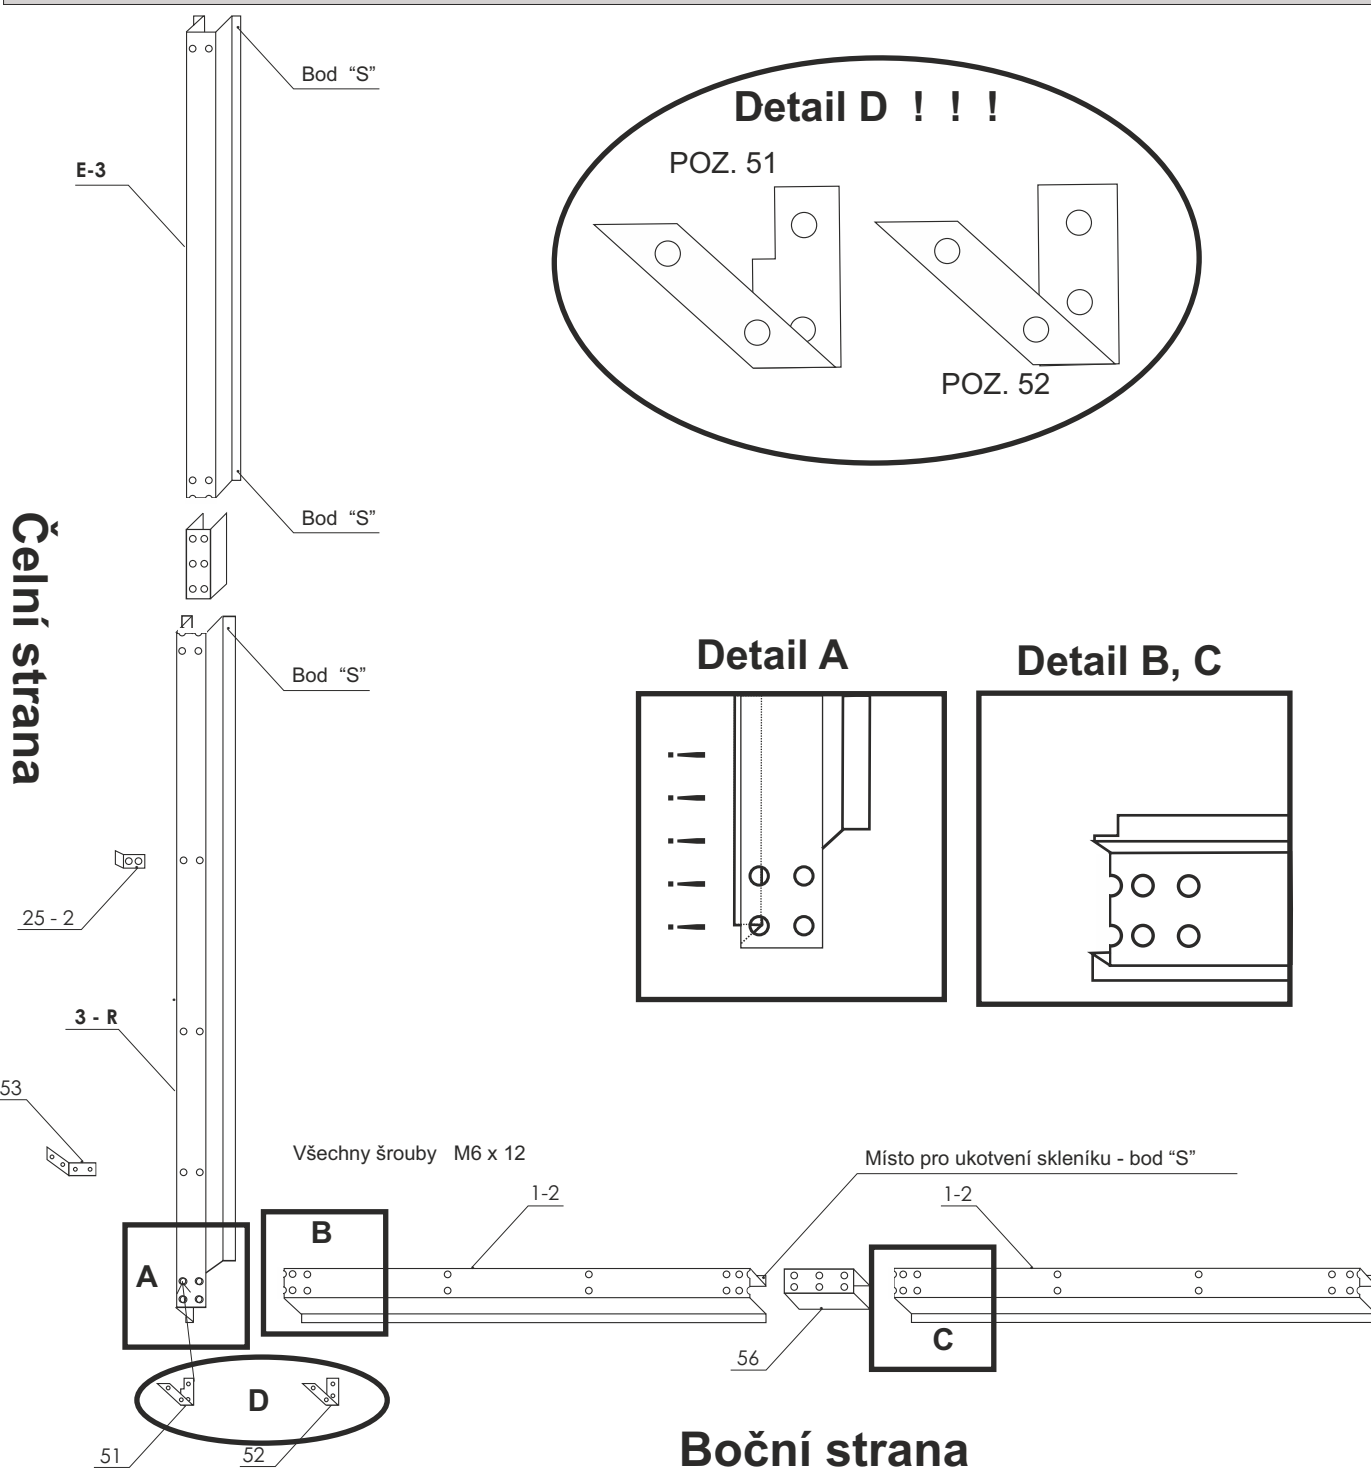 Bod “S”
Detail D ! ! !
POZ. 51
E-3
POZ. 52
Bod “S”
Čelní strana
Detail A
Detail B, C
Bod “S”
25 - 2
3 - R
53
Všechny šrouby M6 x 12
Místo pro ukotvení skleníku - bod “S”
1-2
1-2
B
A
C
56
D
51
52
Boční strana